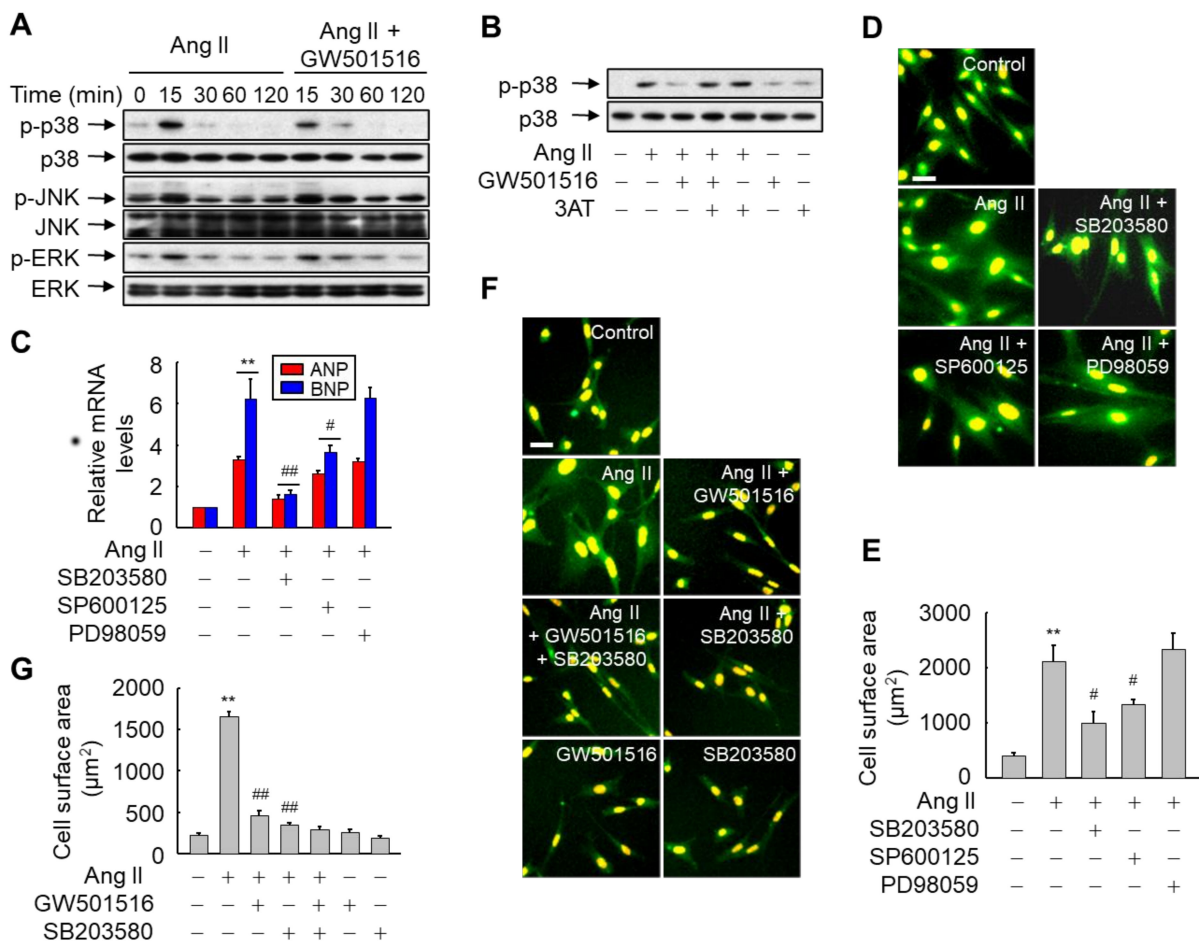 A
Ang II
Ang II +
GW501516
Time (min) 0 15 30 60 120 15 30 60 120
p-p38
p38
p-JNK
JNK
p-ERK
ERK
B
p-p38
p38
Ang II − + + + + − −
GW501516 − − + + − + −
3AT − − − + + − +
C
Relative mRNA
levels
8
6
4
2
0
**
##
#
ANP
BNP
Ang II − + + + +
SB203580 − − + − −
SP600125 − − − + −
PD98059 − − − − +
D
Control
Ang II
Ang II +
SB203580
Ang II +
SP600125
Ang II +
PD98059
E
Cell surface area
(μm²)
3000
2000
1000
0
**
#
#
Ang II − + + + +
SB203580 − − + − −
SP600125 − − − + −
PD98059 − − − − +
F
Control
Ang II
Ang II +
GW501516
Ang II
+ GW501516
+ SB203580
Ang II +
SB203580
GW501516
SB203580
G
Cell surface area
(μm²)
2000
1500
1000
500
0
**
##
##
Ang II − + + + + − −
GW501516 − − + − + + −
SB203580 − − − + + − +